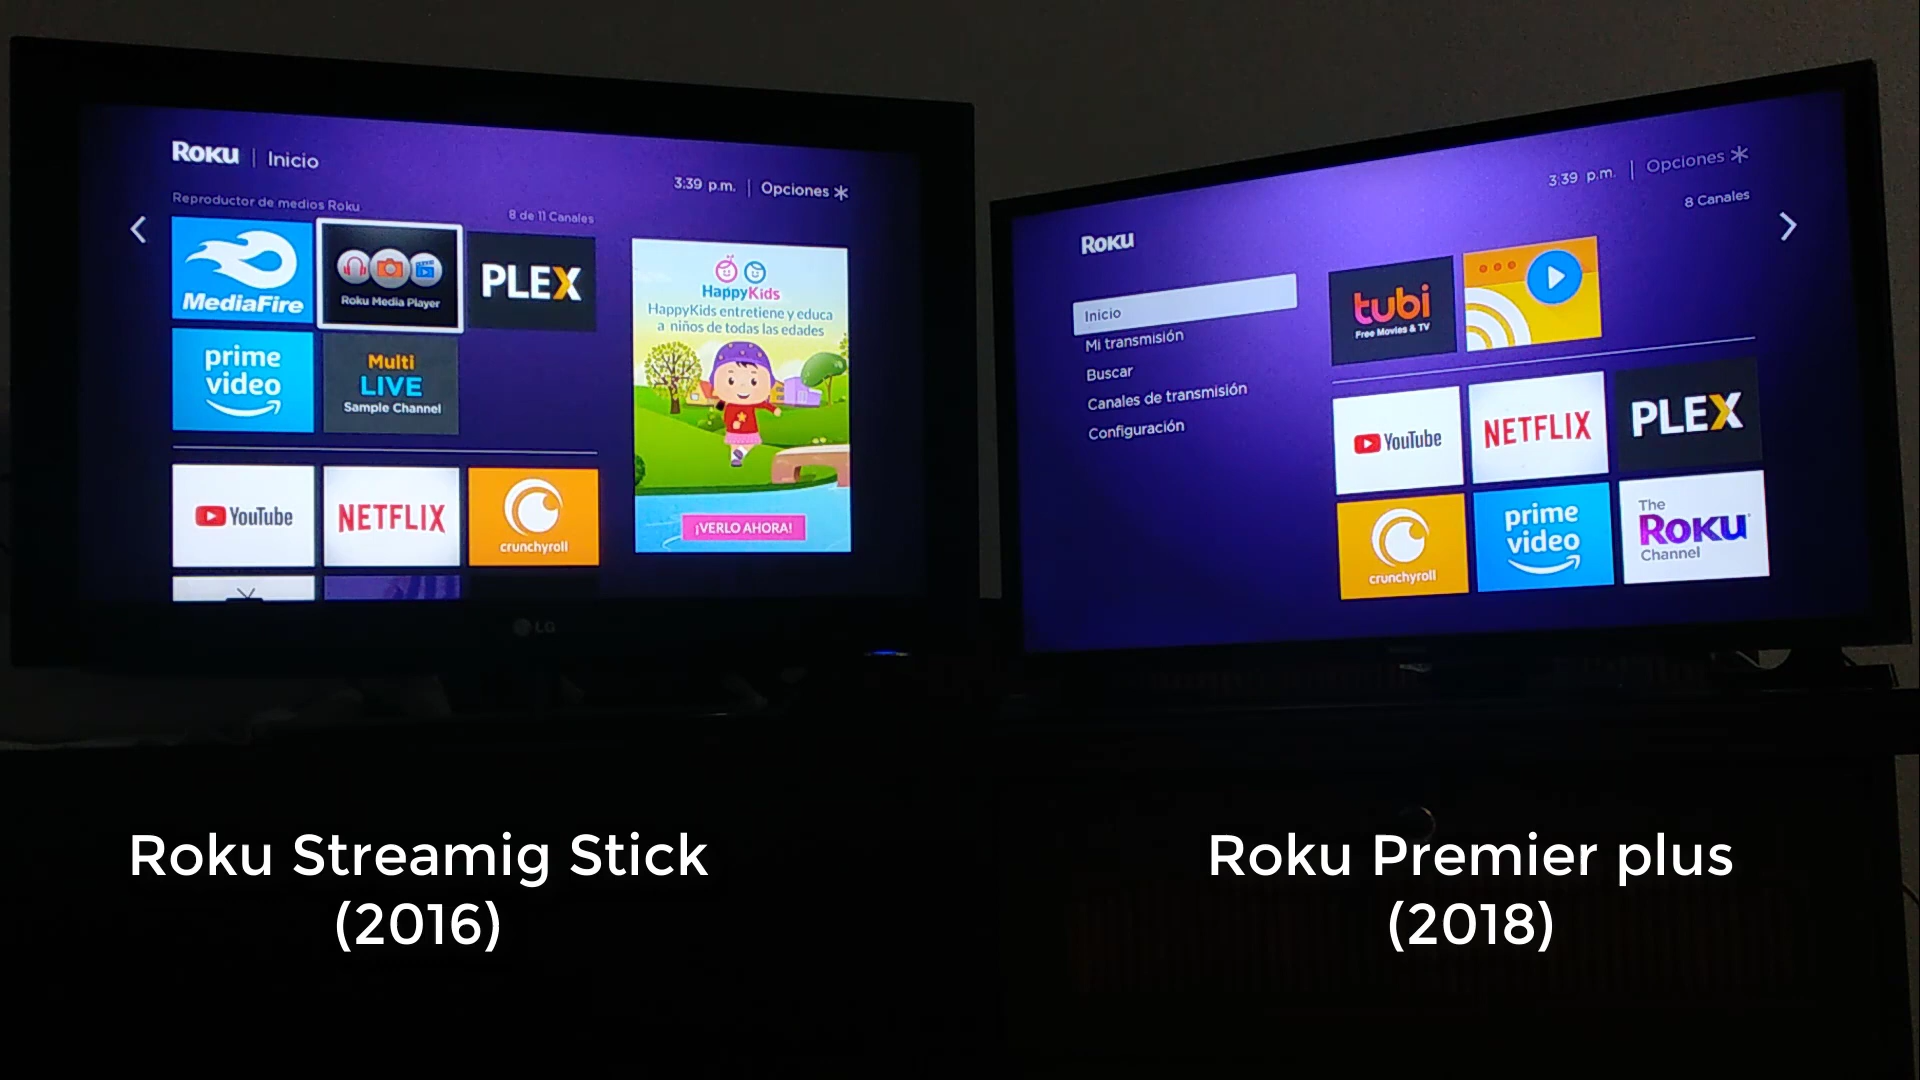 Roku | Inicio
3:39 p.m. | Opciones
Reproductor de medios Roku
8 de 11 Canales
MediaFire
Roku Media Player
PLEX
prime video
Multi LIVE
Sample Channel
YouTube
NETFLIX
crunchyroll
HappyKids
HappyKids entretiene y educa
a niños de todas las edades
¡VERLO AHORA!
LG
Roku
3:39 p.m. | Opciones
8 Canales
Inicio
Mi transmisión
Buscar
Canales de transmisión
Configuración
tubi
Free Movies & TV
YouTube
NETFLIX
PLEX
crunchyroll
prime video
The
Roku
Channel
Roku Streamig Stick
(2016)
Roku Premier plus
(2018)